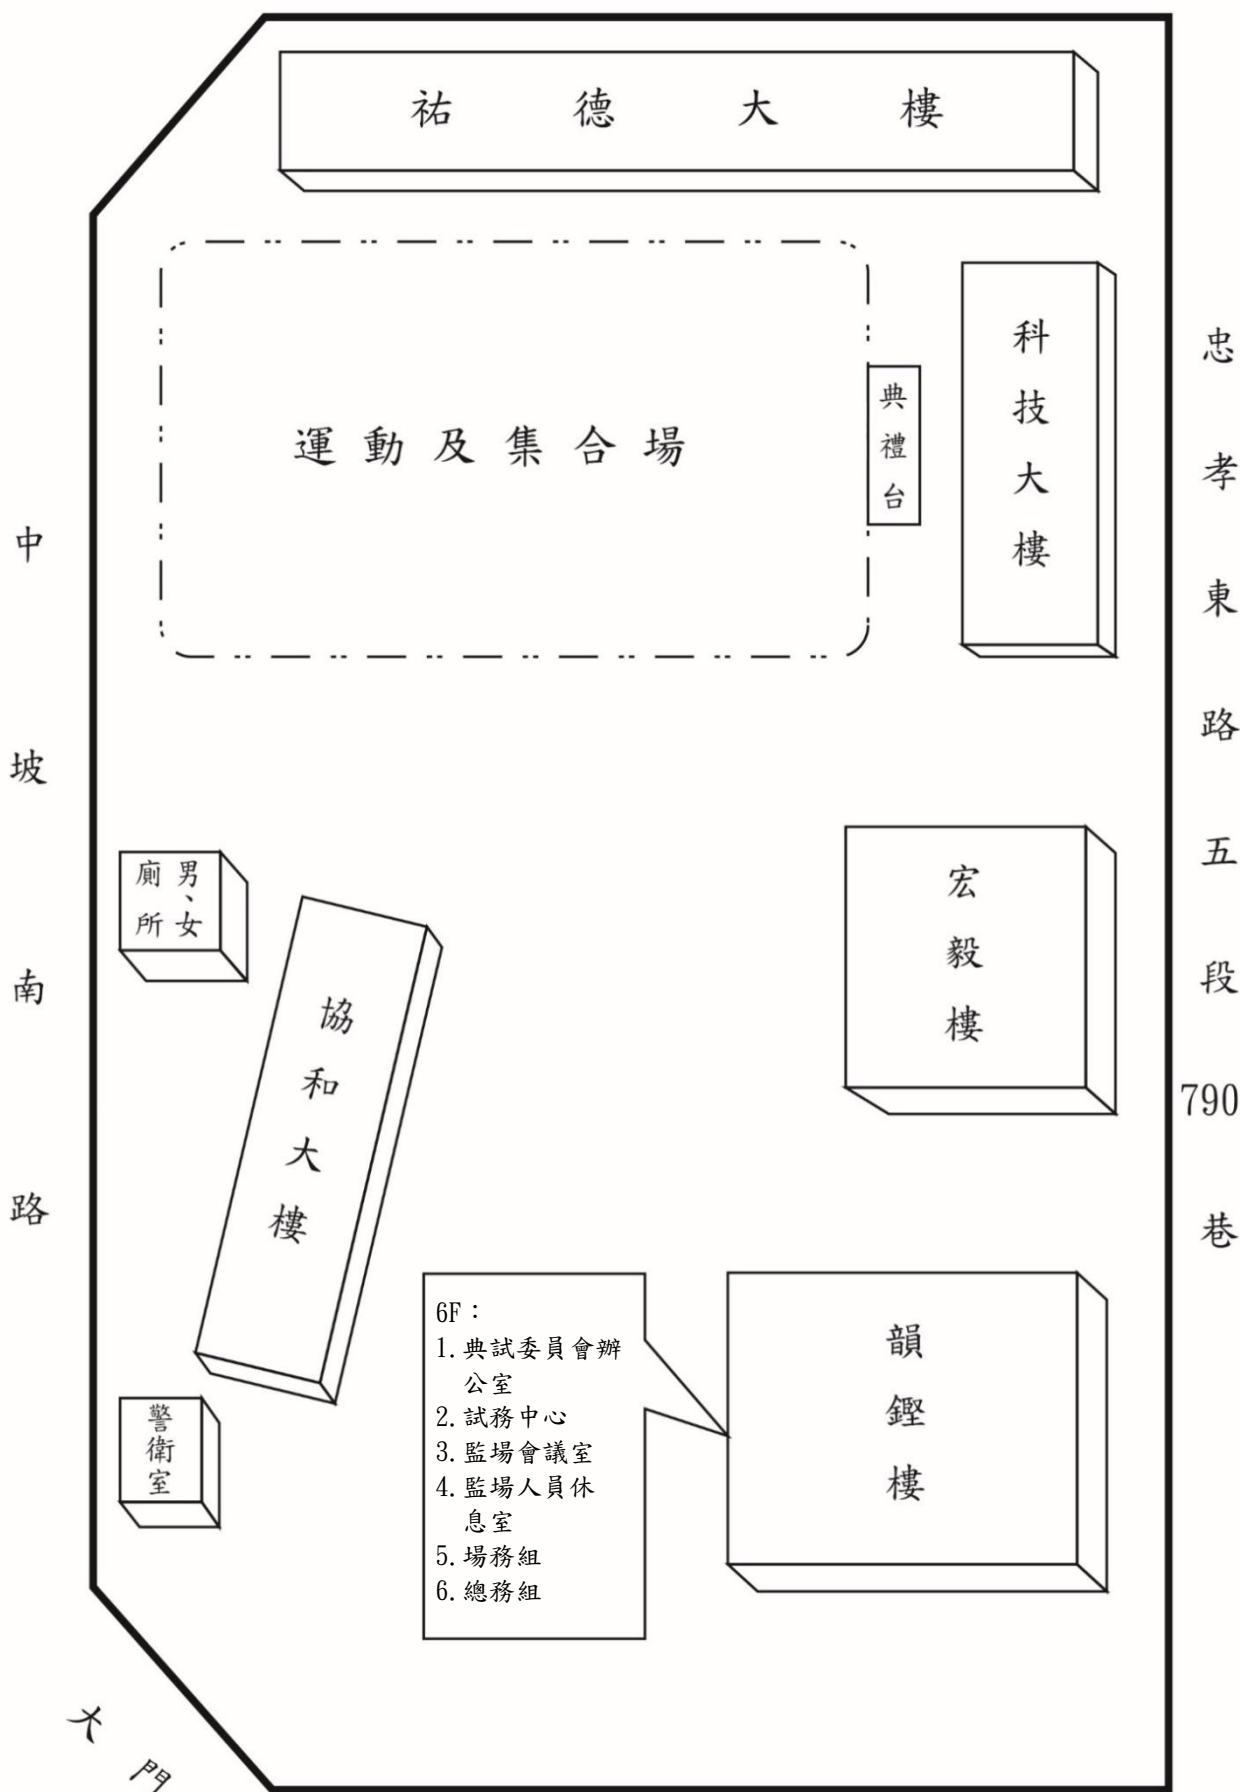 祐德大樓
運動及集合場
典禮台
科技大樓
中坡南路
忠孝東路五段790巷
男、女
廁所
協和大樓
宏毅樓
6F：
1.典試委員會辦
公室
2.試務中心
3.監場會議室
4.監場人員休
息室
5.場務組
6.總務組
韻鏗樓
警衛室
大門